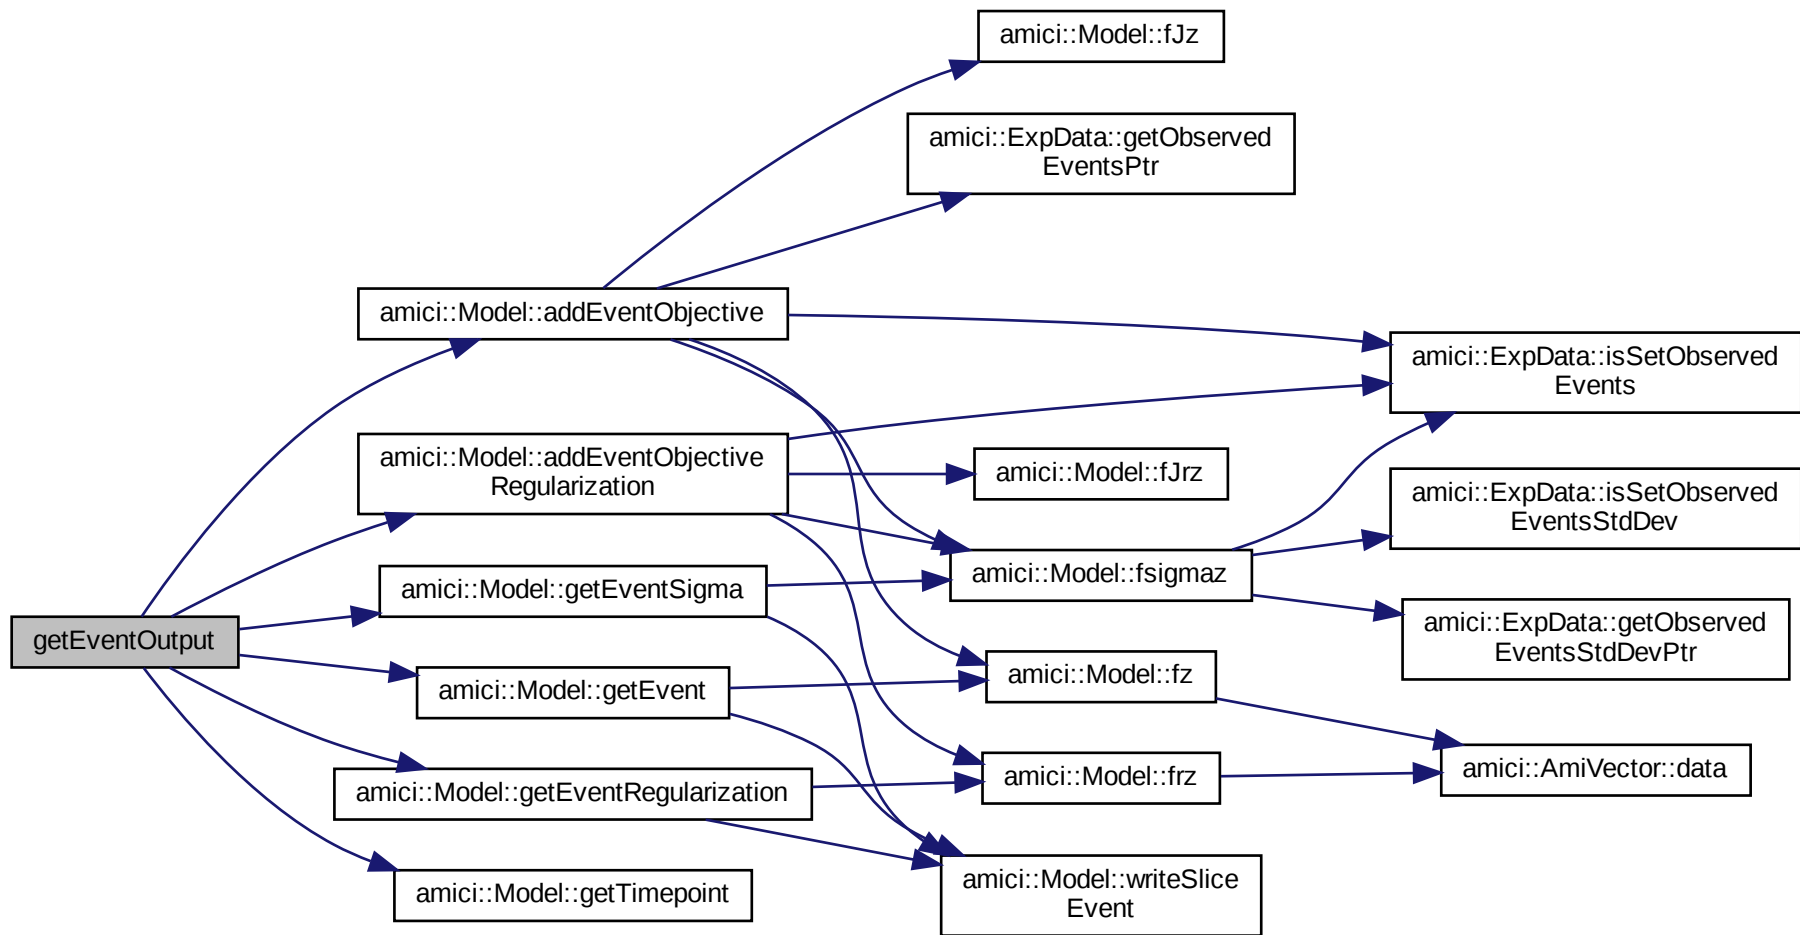 amici::Model::fJz
amici::ExpData::getObserved
EventsPtr
amici::Model::addEventObjective
amici::ExpData::isSetObserved
Events
amici::Model::addEventObjective
Regularization
amici::Model::fJrz
amici::ExpData::isSetObserved
EventsStdDev
amici::Model::getEventSigma
amici::Model::fsigmaz
amici::ExpData::getObserved
EventsStdDevPtr
getEventOutput
amici::Model::getEvent
amici::Model::fz
amici::Model::getEventRegularization
amici::Model::frz
amici::AmiVector::data
amici::Model::getTimepoint
amici::Model::writeSlice
Event